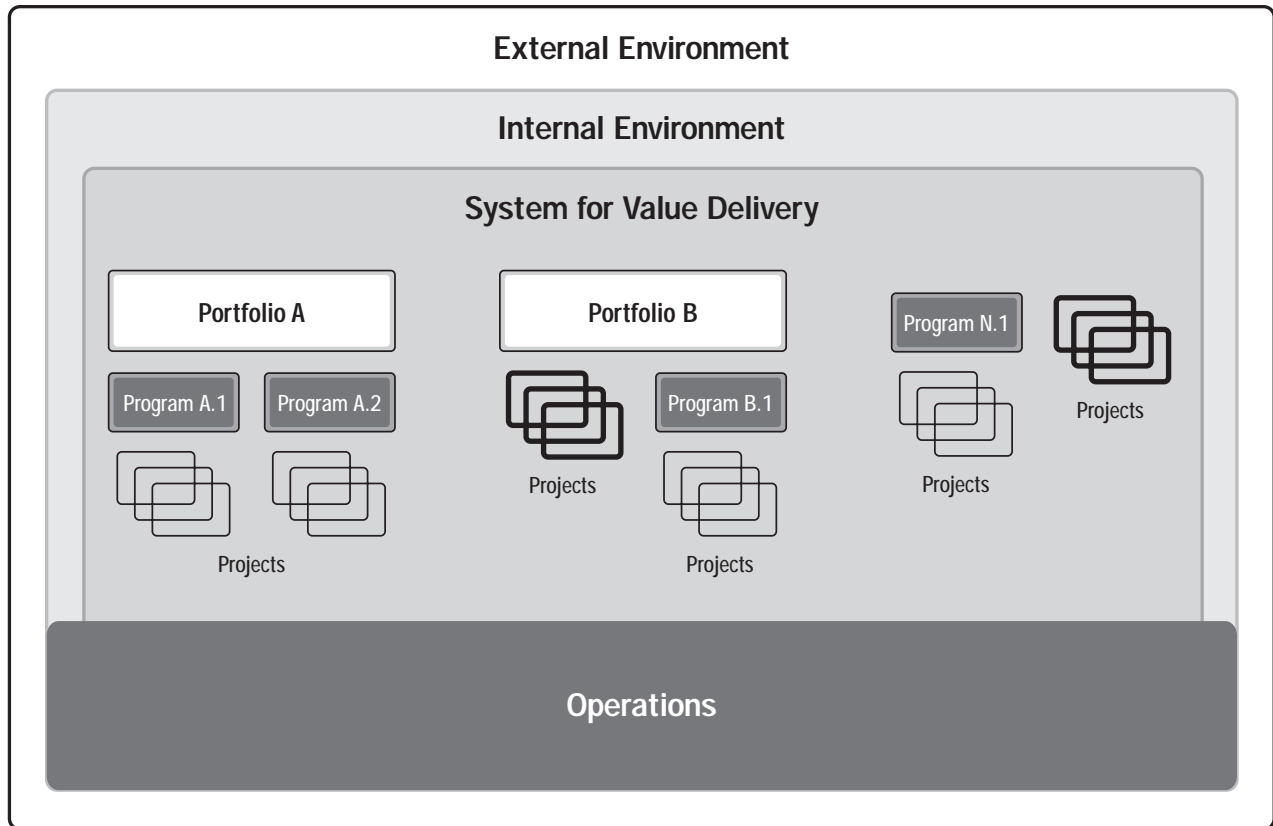 External Environment
Internal Environment
System for Value Delivery
Portfolio A
Portfolio B
Program N.1
Program A.1
Program A.2
Program B.1
Projects
Projects
Projects
Projects
Projects
Operations